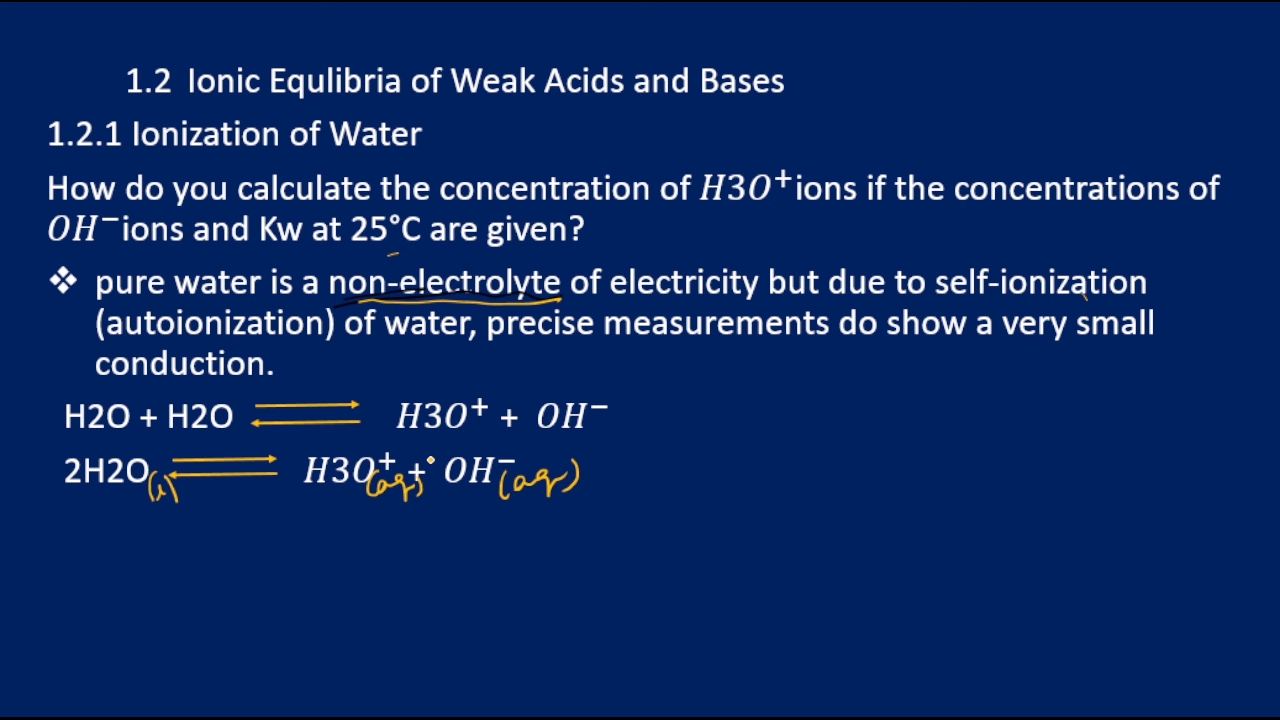 1.2 Ionic Equlibria of Weak Acids and Bases
1.2.1 Ionization of Water
How do you calculate the concentration of H3O⁺ ions if the concentrations of
OH⁻ ions and Kw at 25°C are given?
❖ pure water is a non-electrolyte of electricity but due to self-ionization
(autoionization) of water, precise measurements do show a very small
conduction.
H2O + H2O ⇌ H3O⁺ + OH⁻
2H2O(l) ⇌ H3O⁺(aq) + OH⁻(aq)